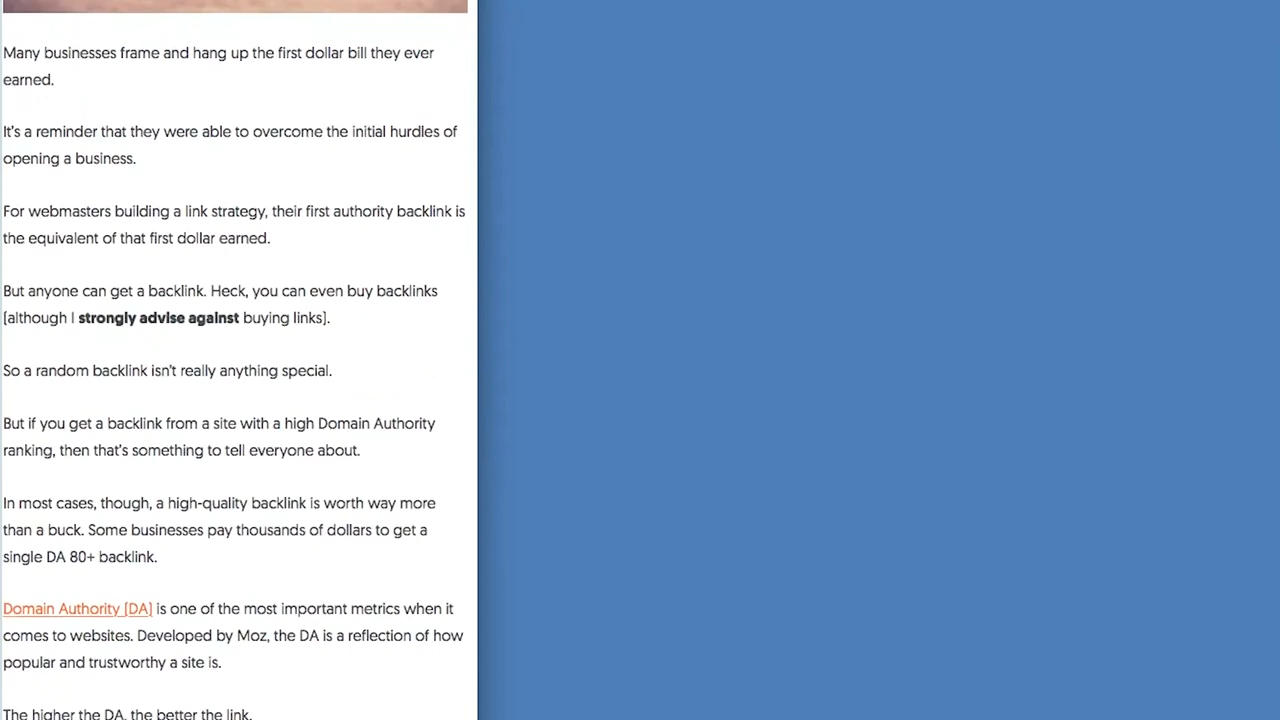 Many businesses frame and hang up the first dollar bill they ever
earned.
It's a reminder that they were able to overcome the initial hurdles of
opening a business.
For webmasters building a link strategy, their first authority backlink is
the equivalent of that first dollar earned.
But anyone can get a backlink. Heck, you can even buy backlinks
(although I strongly advise against buying links).
So a random backlink isn't really anything special.
But if you get a backlink from a site with a high Domain Authority
ranking, then that's something to tell everyone about.
In most cases, though, a high-quality backlink is worth way more
than a buck. Some businesses pay thousands of dollars to get a
single DA 80+ backlink.
Domain Authority (DA) is one of the most important metrics when it
comes to websites. Developed by Moz, the DA is a reflection of how
popular and trustworthy a site is.
The higher the DA, the better the link.